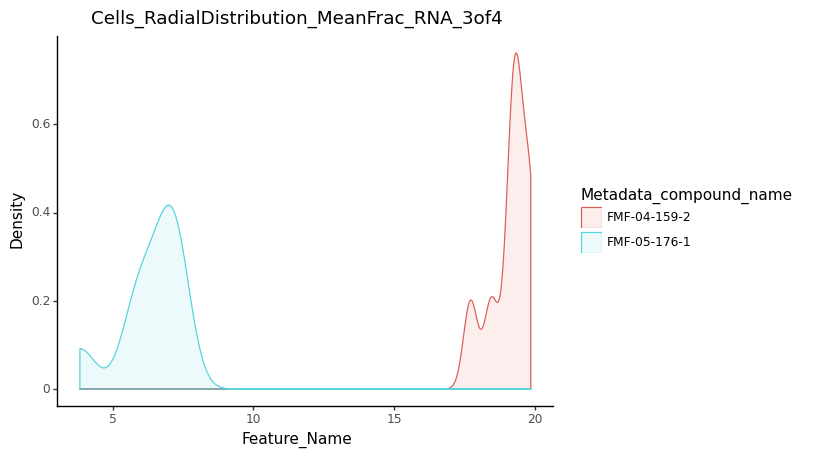 Cells_RadialDistribution_MeanFrac_RNA_3of4
0.6
0.4
0.2
0
5
10
15
20
Density
Feature_Name
Metadata_compound_name
FMF-04-159-2
FMF-05-176-1